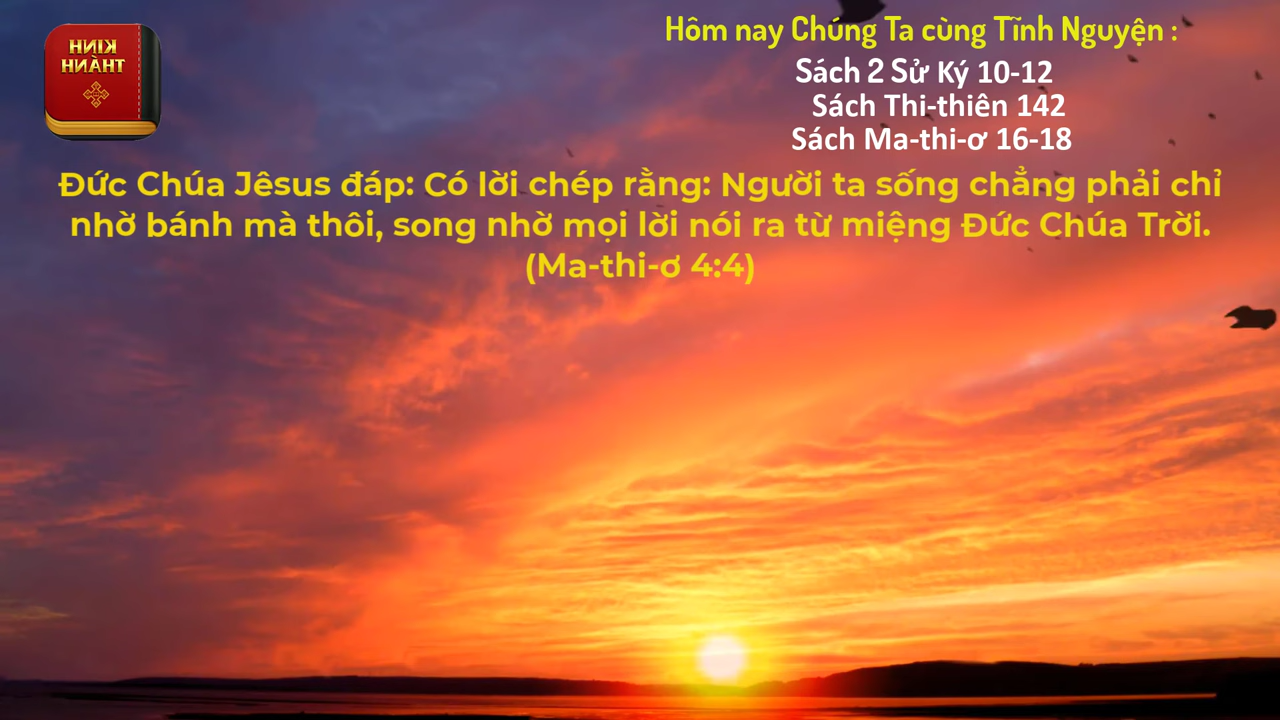 KINH
THÀNH
Hôm nay Chúng Ta cùng Tĩnh Nguyện :
Sách 2 Sử Ký 10-12
Sách Thi-thiên 142
Sách Ma-thi-ơ 16-18
Đức Chúa Jêsus đáp: Có lời chép rằng: Người ta sống chẳng phải chỉ
nhờ bánh mà thôi, song nhờ mọi lời nói ra từ miệng Đức Chúa Trời.
(Ma-thi-ơ 4:4)